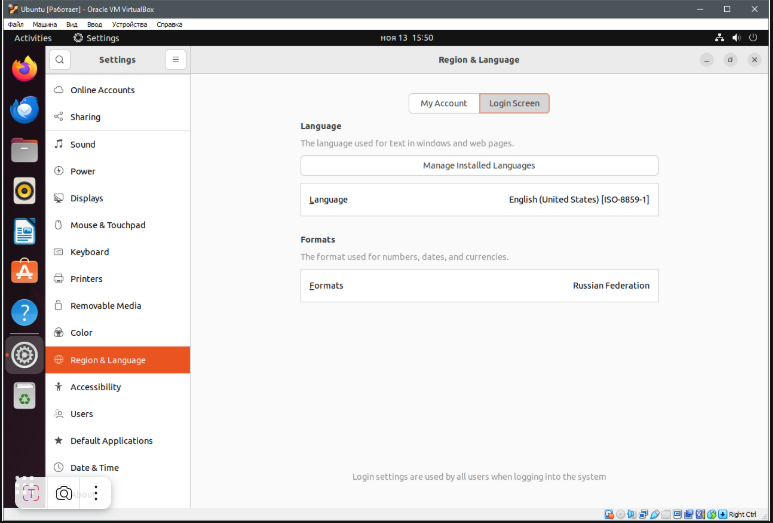 Ubuntu [Работает] - Oracle VM VirtualBox
Файл Машина Вид Ввод Устройства Справка
Activities Settings ноя 13 15:50
Settings Region & Language
Online Accounts
Sharing
Sound
Power
Displays
Mouse & Touchpad
Keyboard
Printers
Removable Media
Color
Region & Language
Accessibility
Users
Default Applications
Date & Time
My Account Login Screen
Language
The language used for text in windows and web pages.
Manage Installed Languages
Language English (United States) [ISO-8859-1]
Formats
The format used for numbers, dates, and currencies.
Formats Russian Federation
Login settings are used by all users when logging into the system
Right Ctrl